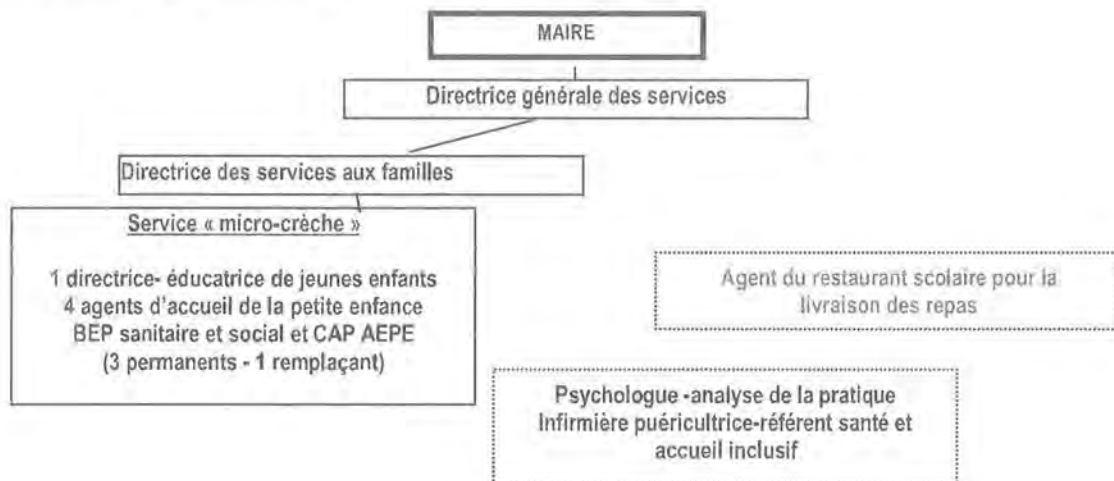 MAIRE
Directrice générale des services
Directrice des services aux familles
Service « micro-crèche »
1 directrice- éducatrice de jeunes enfants
4 agents d'accueil de la petite enfance
BEP sanitaire et social et CAP AEPE
(3 permanents - 1 remplaçant)
Agent du restaurant scolaire pour la
livraison des repas
Psychologue -analyse de la pratique
Infirmière puéricultrice-référent santé et
accueil inclusif